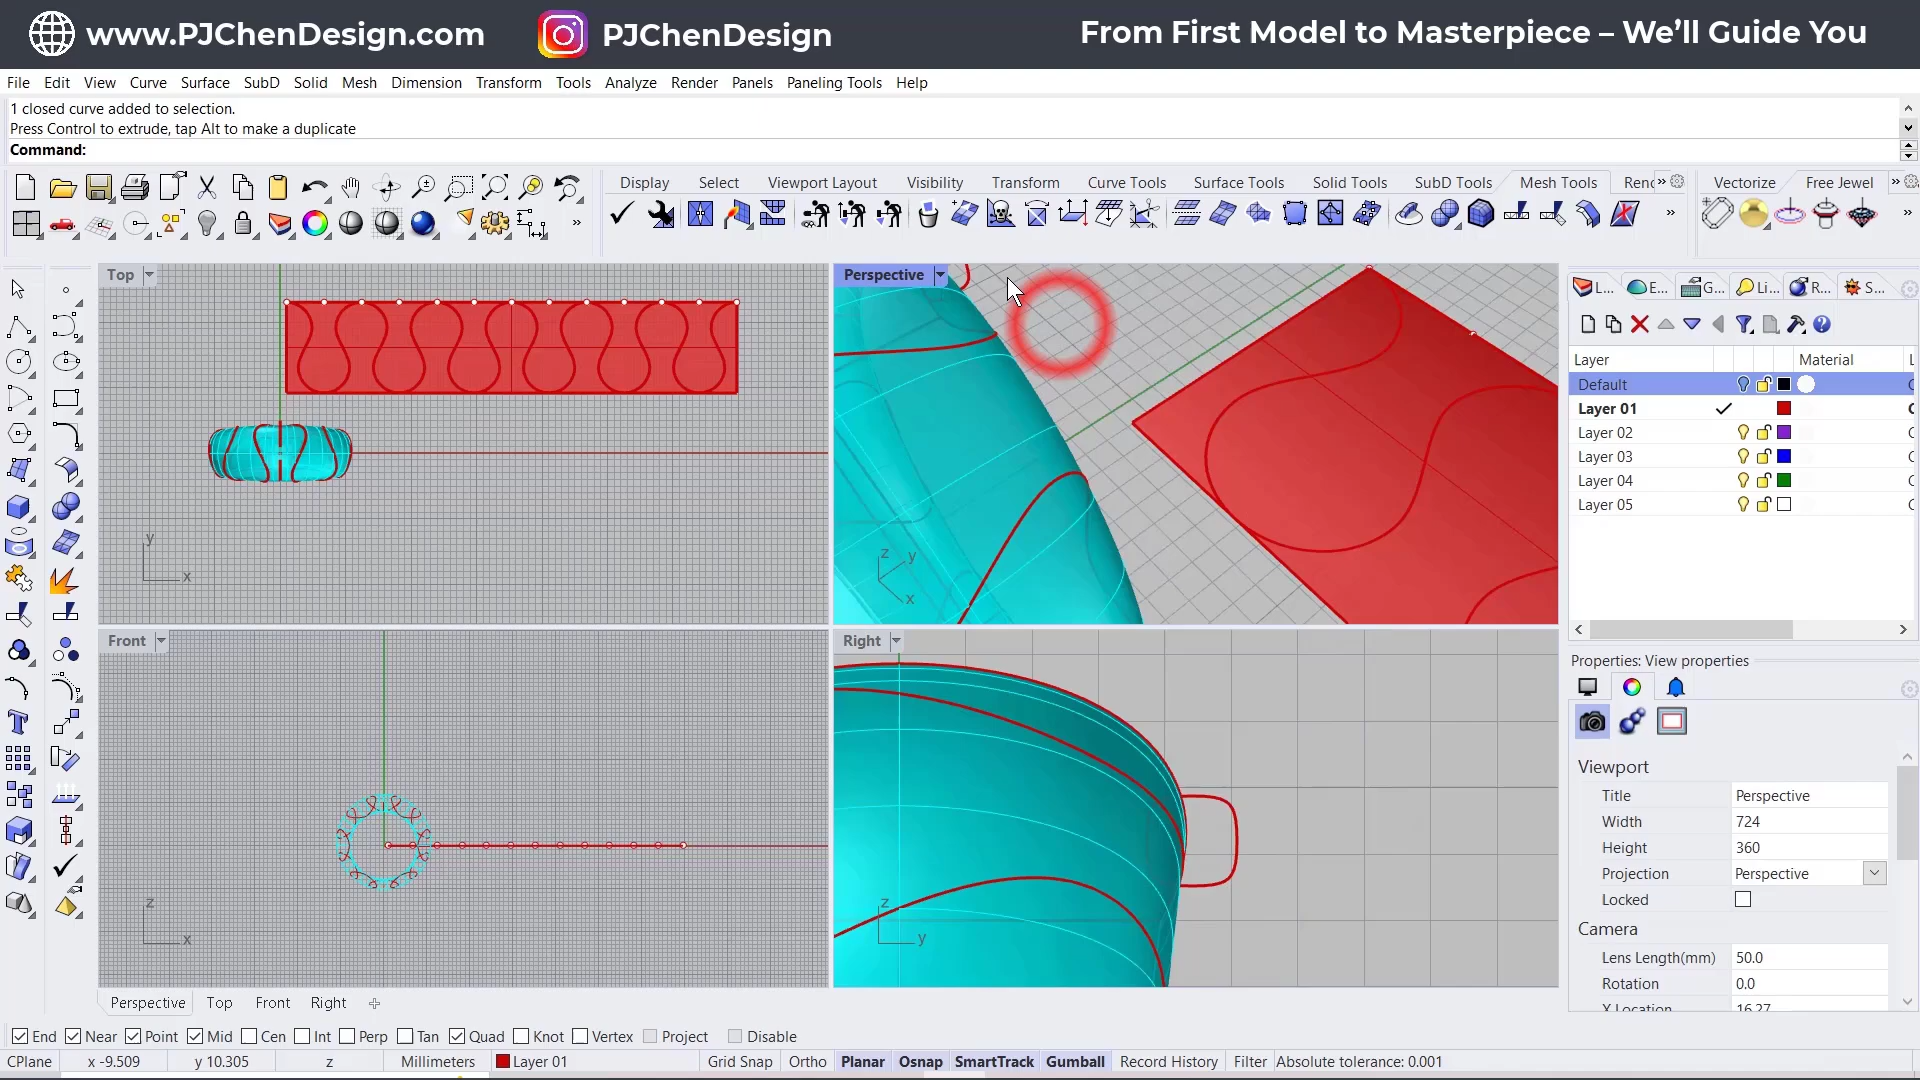 www.PJChenDesign.com PJChenDesign From First Model to Masterpiece – We'll Guide You
File Edit View Curve Surface SubD Solid Mesh Dimension Transform Tools Analyze Render Panels Paneling Tools Help
1 closed curve added to selection.
Press Control to extrude, tap Alt to make a duplicate
Command:
Display Select Viewport Layout Visibility Transform Curve Tools Surface Tools Solid Tools SubD Tools Mesh Tools Ren Vectorize Free Jewel
Top
Perspective
L... E... G... Li... R... S...
Layer Material L
Default
Layer 01
Layer 02
Layer 03
Layer 04
Layer 05
y
x
z y
x
Front
Right
Properties: View properties
Viewport
Title Perspective
Width 724
Height 360
Projection Perspective
Locked
Camera
Lens Length(mm) 50.0
Rotation 0.0
X Location 16.27
z
x
z
y
Perspective Top Front Right
End Near Point Mid Cen Int Perp Tan Quad Knot Vertex Project Disable
CPlane x -9.509 y 10.305 z Millimeters Layer 01 Grid Snap Ortho Planar Osnap SmartTrack Gumball Record History Filter Absolute tolerance: 0.001